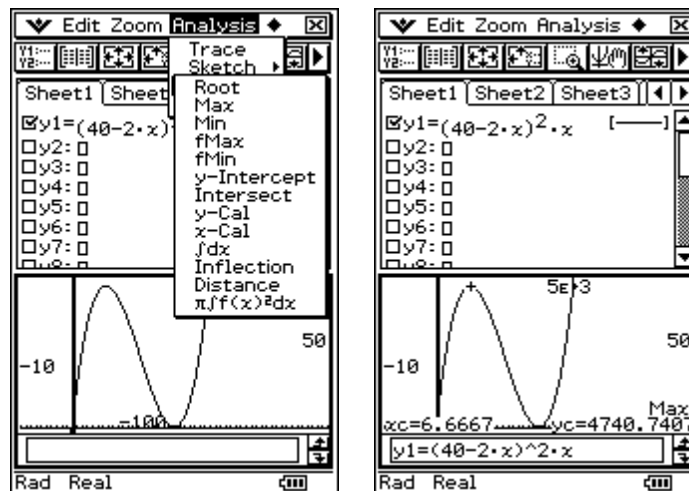 Edit Zoom Analysis
Trace
Sketch
Root
Max
Min
fMax
fMin
y-Intercept
Intersect
y-Cal
x-Cal
∫dx
Inflection
Distance
π∫f(x)²dx
Sheet1 Sheet
y1=(40-2·x)
y2:
y3:
y4:
y5:
y6:
y7:
50
-10
-100
Rad Real
Edit Zoom Analysis
Sheet1 Sheet2 Sheet3
y1=(40-2·x)²·x
y2:
y3:
y4:
y5:
y6:
y7:
5E3
50
-10
Max
xc=6.6667 yc=4740.7407
y1=(40-2·x)^2·x
Rad Real